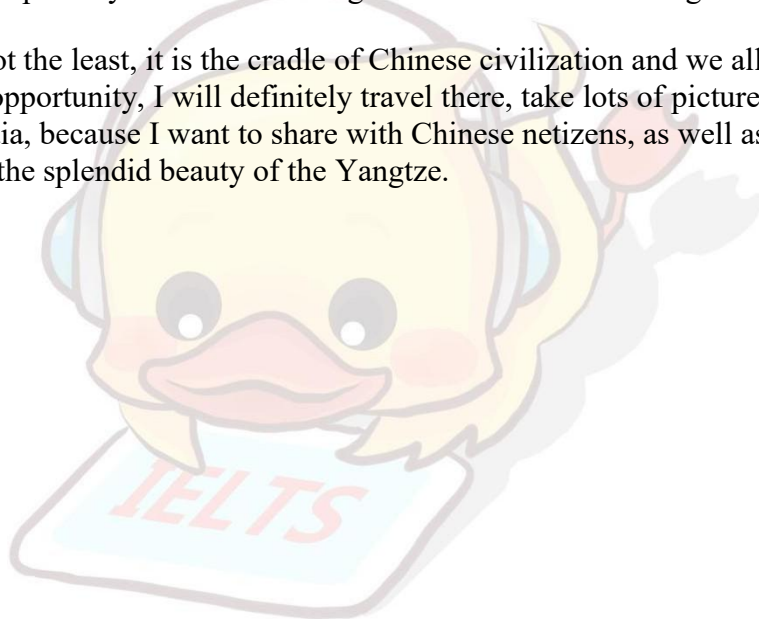 ot the least, it is the cradle of Chinese civilization and we all
opportunity, I will definitely travel there, take lots of picture
ia, because I want to share with Chinese netizens, as well as
the splendid beauty of the Yangtze.
IELTS